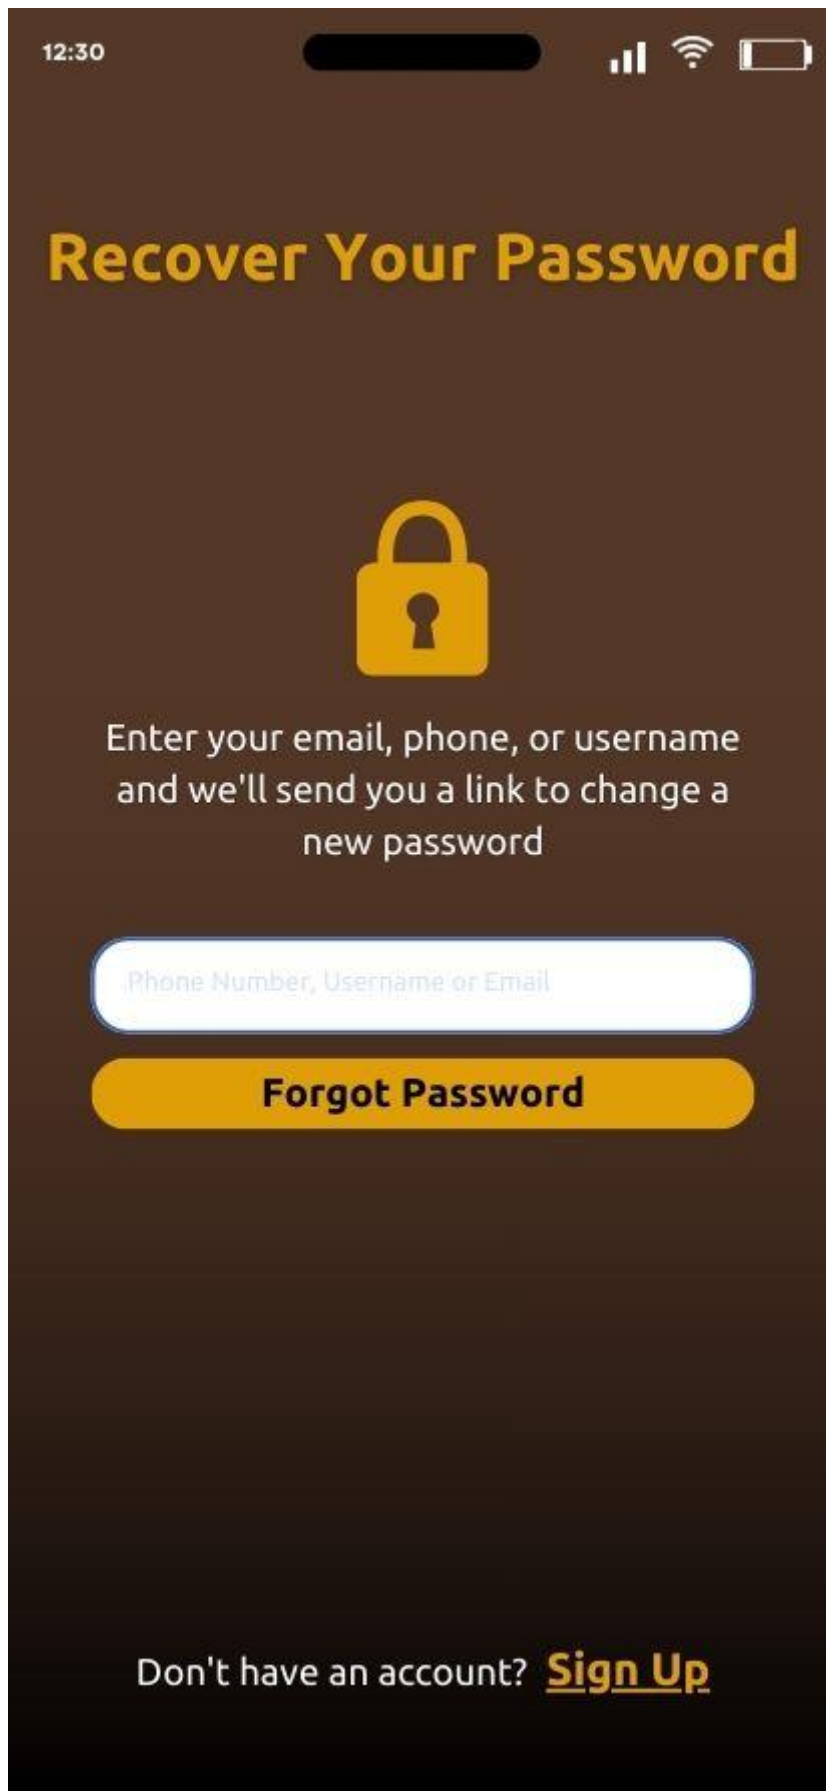 12:30
Recover Your Password
Enter your email, phone, or username
and we'll send you a link to change a
new password
Phone Number, Username or Email
Forgot Password
Don't have an account? Sign Up